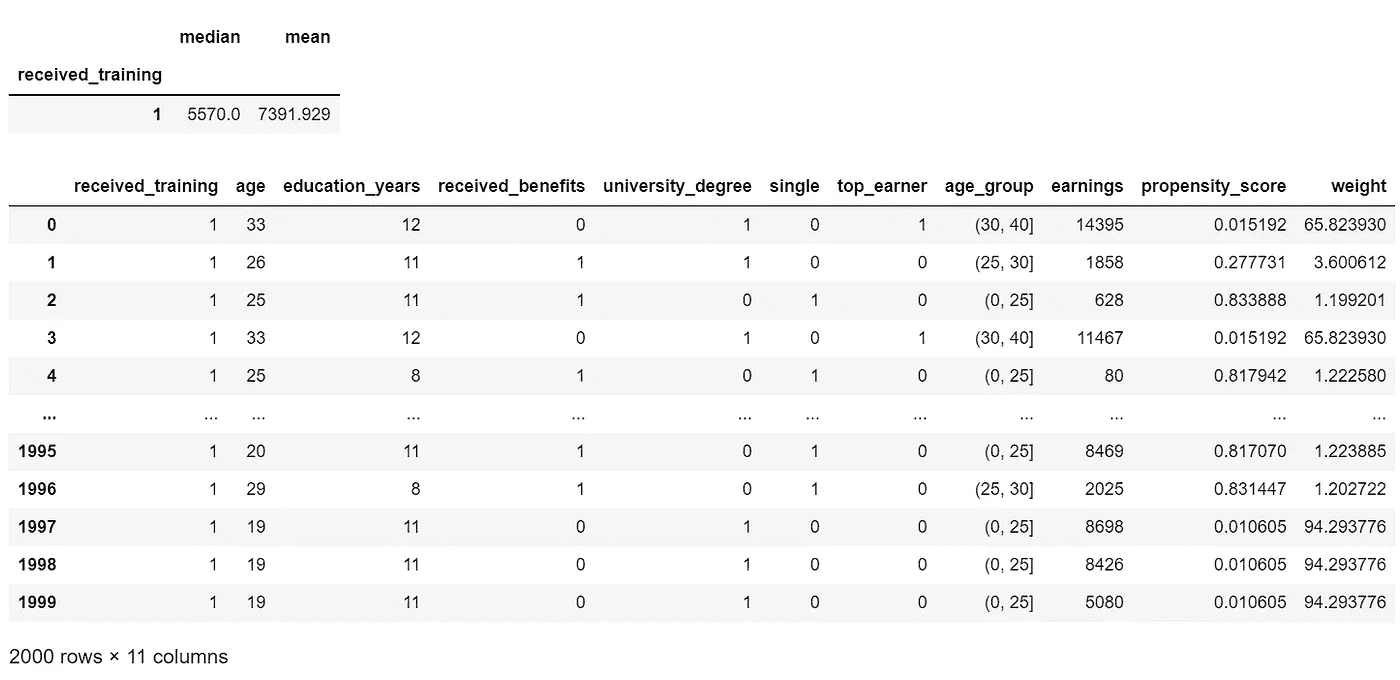 median mean
received_training
1 5570.0 7391.929
received_training age education_years received_benefits university_degree single top_earner age_group earnings propensity_score weight
0 1 33 12 0 1 0 1 (30, 40] 14395 0.015192 65.823930
1 1 26 11 1 1 0 0 (25, 30] 1858 0.277731 3.600612
2 1 25 11 1 0 1 0 (0, 25] 628 0.833888 1.199201
3 1 33 12 0 1 0 1 (30, 40] 11467 0.015192 65.823930
4 1 25 8 1 0 1 0 (0, 25] 80 0.817942 1.222580
... ... ... ... ... ... ... ... ... ... ... ...
1995 1 20 11 1 0 1 0 (0, 25] 8469 0.817070 1.223885
1996 1 29 8 1 0 1 0 (25, 30] 2025 0.831447 1.202722
1997 1 19 11 0 1 0 0 (0, 25] 8698 0.010605 94.293776
1998 1 19 11 0 1 0 0 (0, 25] 8426 0.010605 94.293776
1999 1 19 11 0 1 0 0 (0, 25] 5080 0.010605 94.293776
2000 rows × 11 columns